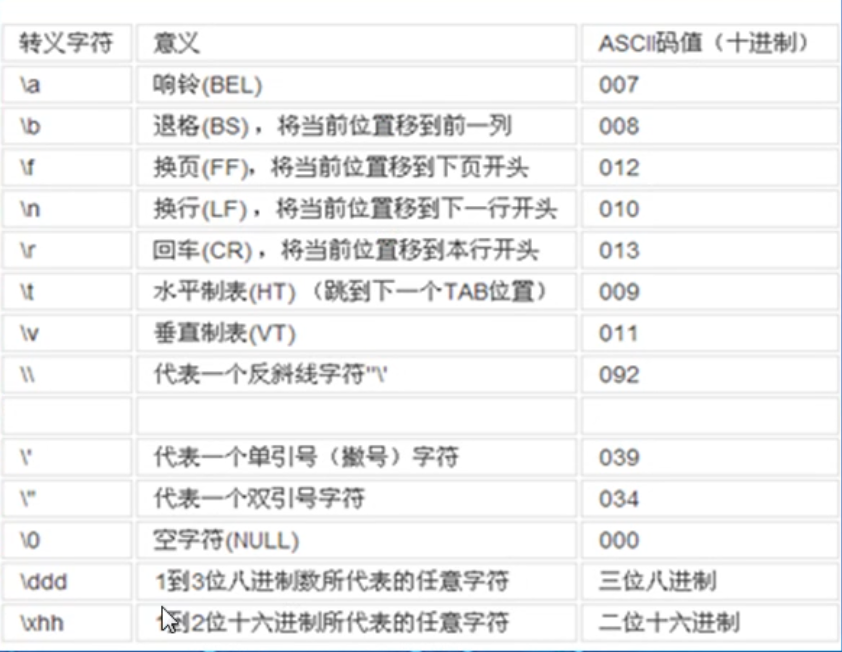 转义字符 意义 ASCII码值（十进制）
\a 响铃(BEL) 007
\b 退格(BS) ，将当前位置移到前一列 008
\f 换页(FF)，将当前位置移到下页开头 012
\n 换行(LF) ，将当前位置移到下一行开头 010
\r 回车(CR) ，将当前位置移到本行开头 013
\t 水平制表(HT) （跳到下一个TAB位置） 009
\v 垂直制表(VT) 011
\\ 代表一个反斜线字符''\' 092
\' 代表一个单引号（撇号）字符 039
\" 代表一个双引号字符 034
\0 空字符(NULL) 000
\ddd 1到3位八进制数所代表的任意字符 三位八进制
\xhh 1到2位十六进制所代表的任意字符 二位十六进制